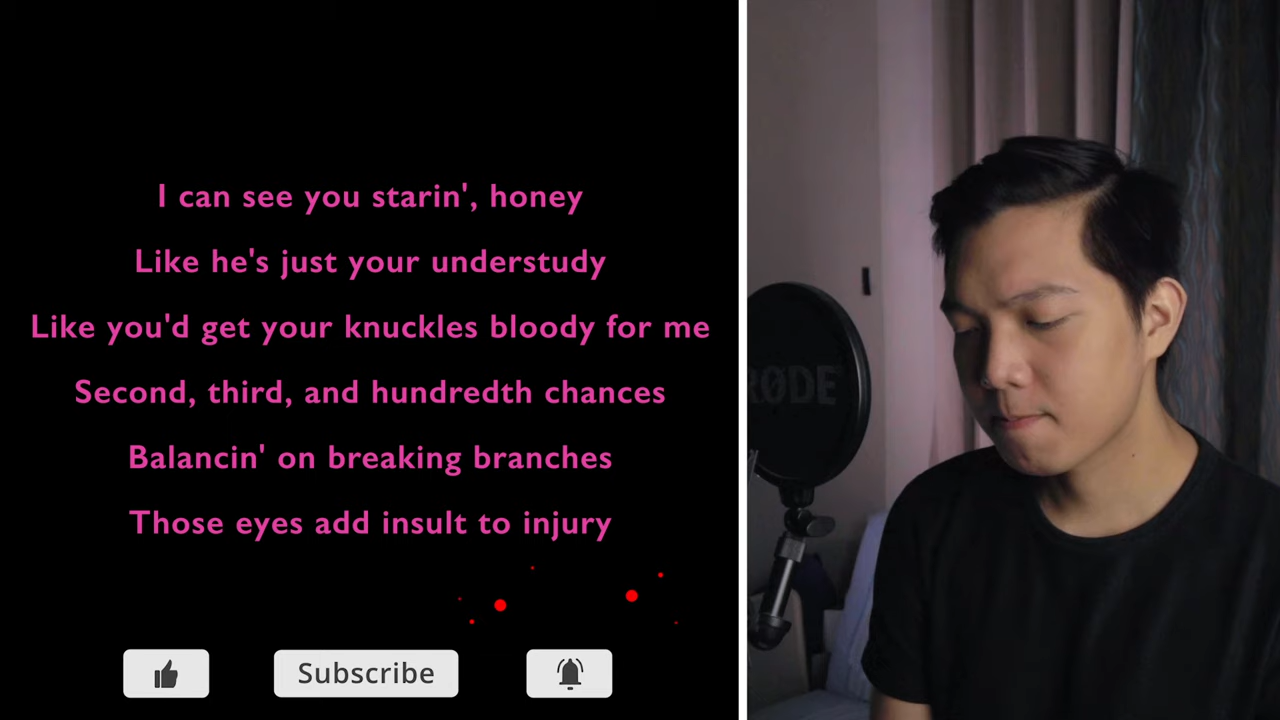 I can see you starin', honey
Like he's just your understudy
Like you'd get your knuckles bloody for me
Second, third, and hundredth chances
Balancin' on breaking branches
Those eyes add insult to injury
Subscribe
RØDE